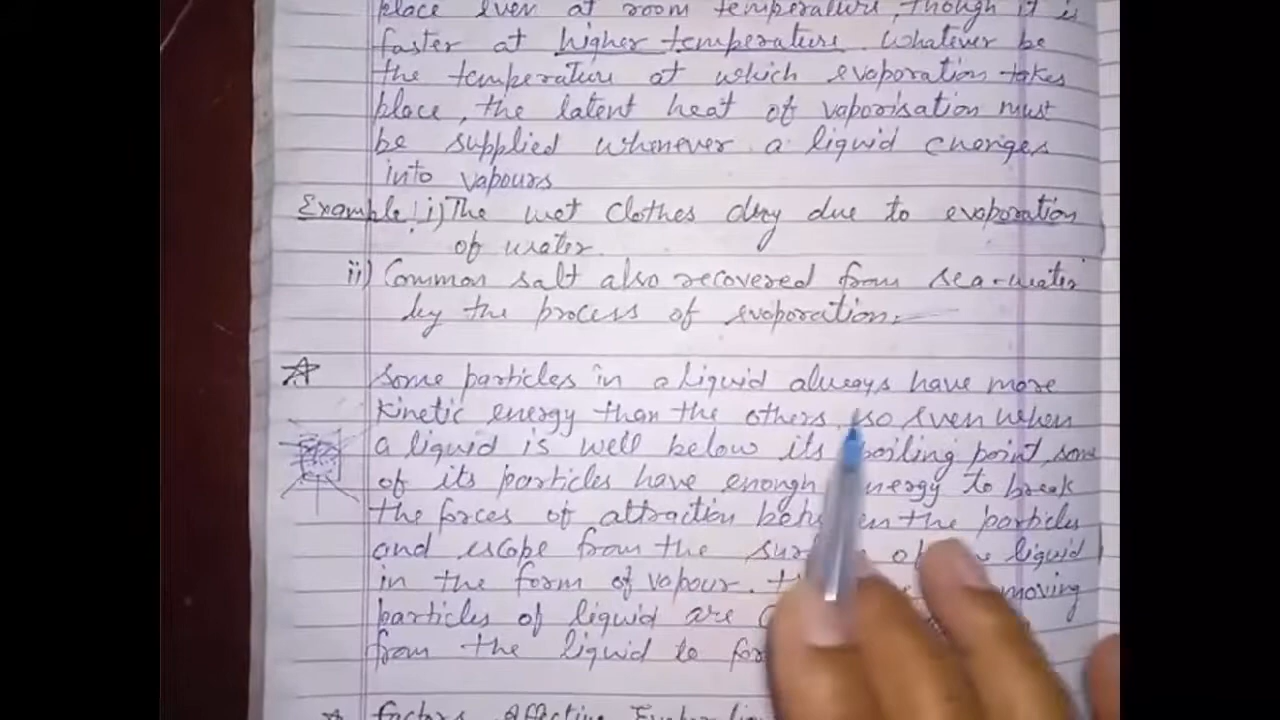 place even at room temperature, though it is
faster at higher temperature. Whatever be
the temperature at which evaporation takes
place, the latent heat of vaporisation must
be supplied whenever a liquid changes
into vapours
Example! i) The wet clothes dry due to evaporation
of water.
ii) Common salt also recovered from sea-water
by the process of evaporation.
Some particles in a liquid always have more
kinetic energy than the others, so even when
a liquid is well below its boiling point, some
of its particles have enough energy to break
the forces of attraction between the particles
and escape from the of liquid
in the form of vapour. moving
particles of liquid are
from the liquid to
Factors Affecting